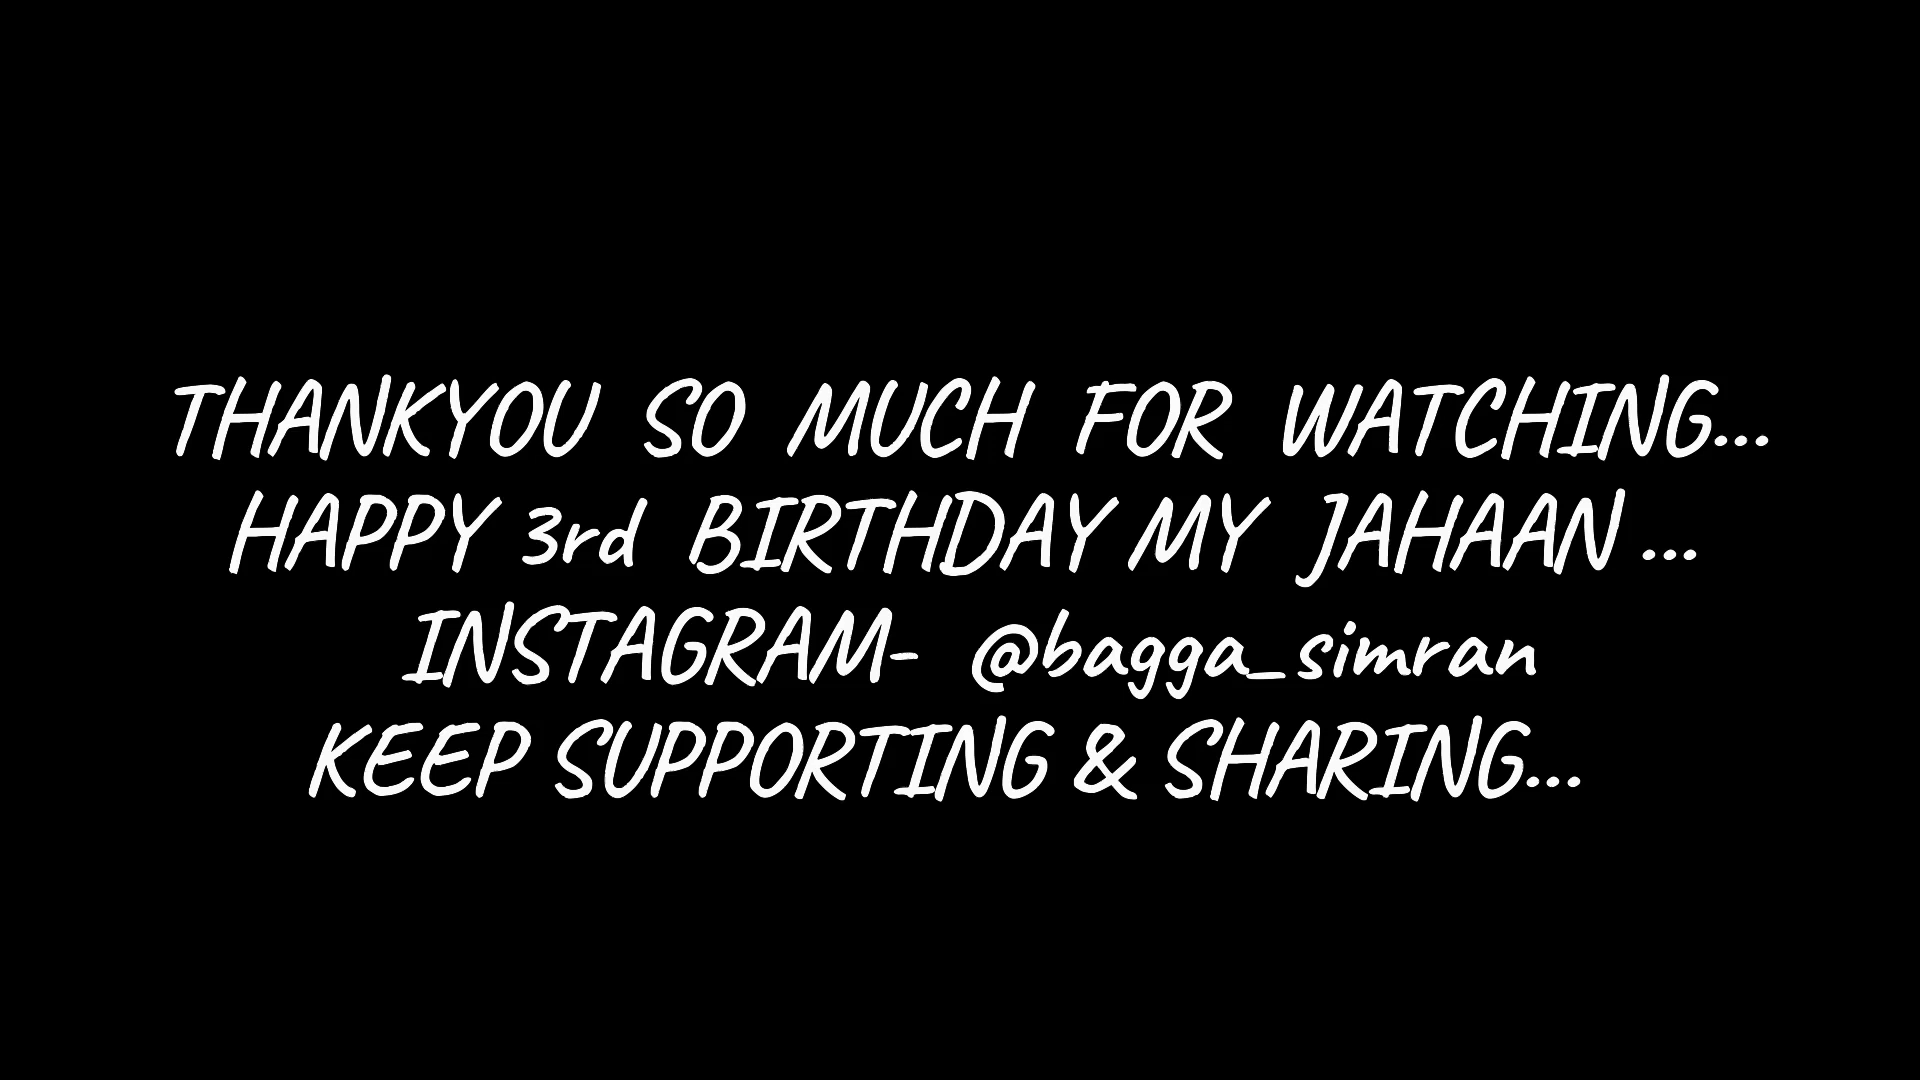 THANKYOU SO MUCH FOR WATCHING...
HAPPY 3rd BIRTHDAY MY JAHAAN ...
INSTAGRAM- @bagga_simran
KEEP SUPPORTING & SHARING...